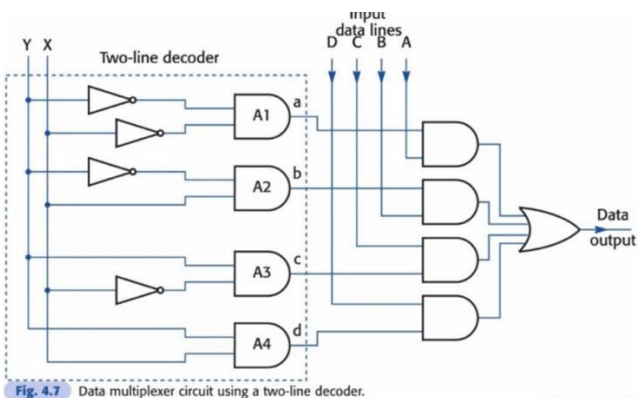 Input
data lines
Y X
D C B A
Two-line decoder
A1
a
A2
b
A3
c
A4
d
Data
output
Fig. 4.7 Data multiplexer circuit using a two-line decoder.